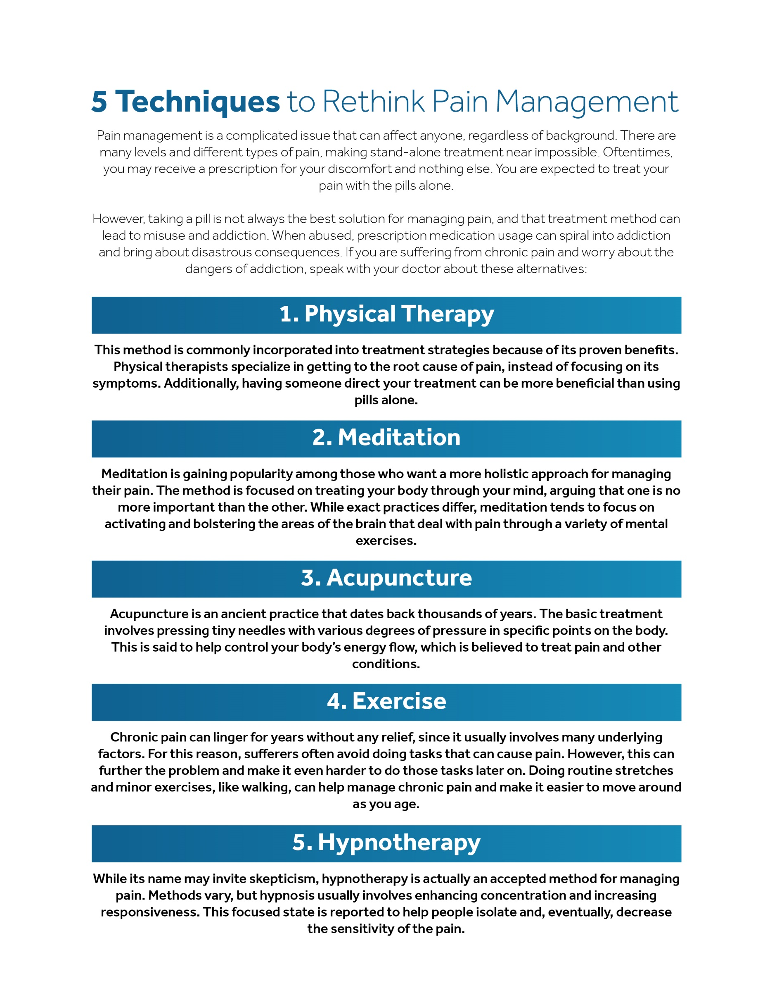 5 Techniques to Rethink Pain Management
Pain management is a complicated issue that can affect anyone, regardless of background. There are
many levels and different types of pain, making stand-alone treatment near impossible. Oftentimes,
you may receive a prescription for your discomfort and nothing else. You are expected to treat your
pain with the pills alone.
However, taking a pill is not always the best solution for managing pain, and that treatment method can
lead to misuse and addiction. When abused, prescription medication usage can spiral into addiction
and bring about disastrous consequences. If you are suffering from chronic pain and worry about the
dangers of addiction, speak with your doctor about these alternatives:
1. Physical Therapy
This method is commonly incorporated into treatment strategies because of its proven benefits.
Physical therapists specialize in getting to the root cause of pain, instead of focusing on its
symptoms. Additionally, having someone direct your treatment can be more beneficial than using
pills alone.
2. Meditation
Meditation is gaining popularity among those who want a more holistic approach for managing
their pain. The method is focused on treating your body through your mind, arguing that one is no
more important than the other. While exact practices differ, meditation tends to focus on
activating and bolstering the areas of the brain that deal with pain through a variety of mental
exercises.
3. Acupuncture
Acupuncture is an ancient practice that dates back thousands of years. The basic treatment
involves pressing tiny needles with various degrees of pressure in specific points on the body.
This is said to help control your body's energy flow, which is believed to treat pain and other
conditions.
4. Exercise
Chronic pain can linger for years without any relief, since it usually involves many underlying
factors. For this reason, sufferers often avoid doing tasks that can cause pain. However, this can
further the problem and make it even harder to do those tasks later on. Doing routine stretches
and minor exercises, like walking, can help manage chronic pain and make it easier to move around
as you age.
5. Hypnotherapy
While its name may invite skepticism, hypnotherapy is actually an accepted method for managing
pain. Methods vary, but hypnosis usually involves enhancing concentration and increasing
responsiveness. This focused state is reported to help people isolate and, eventually, decrease
the sensitivity of the pain.